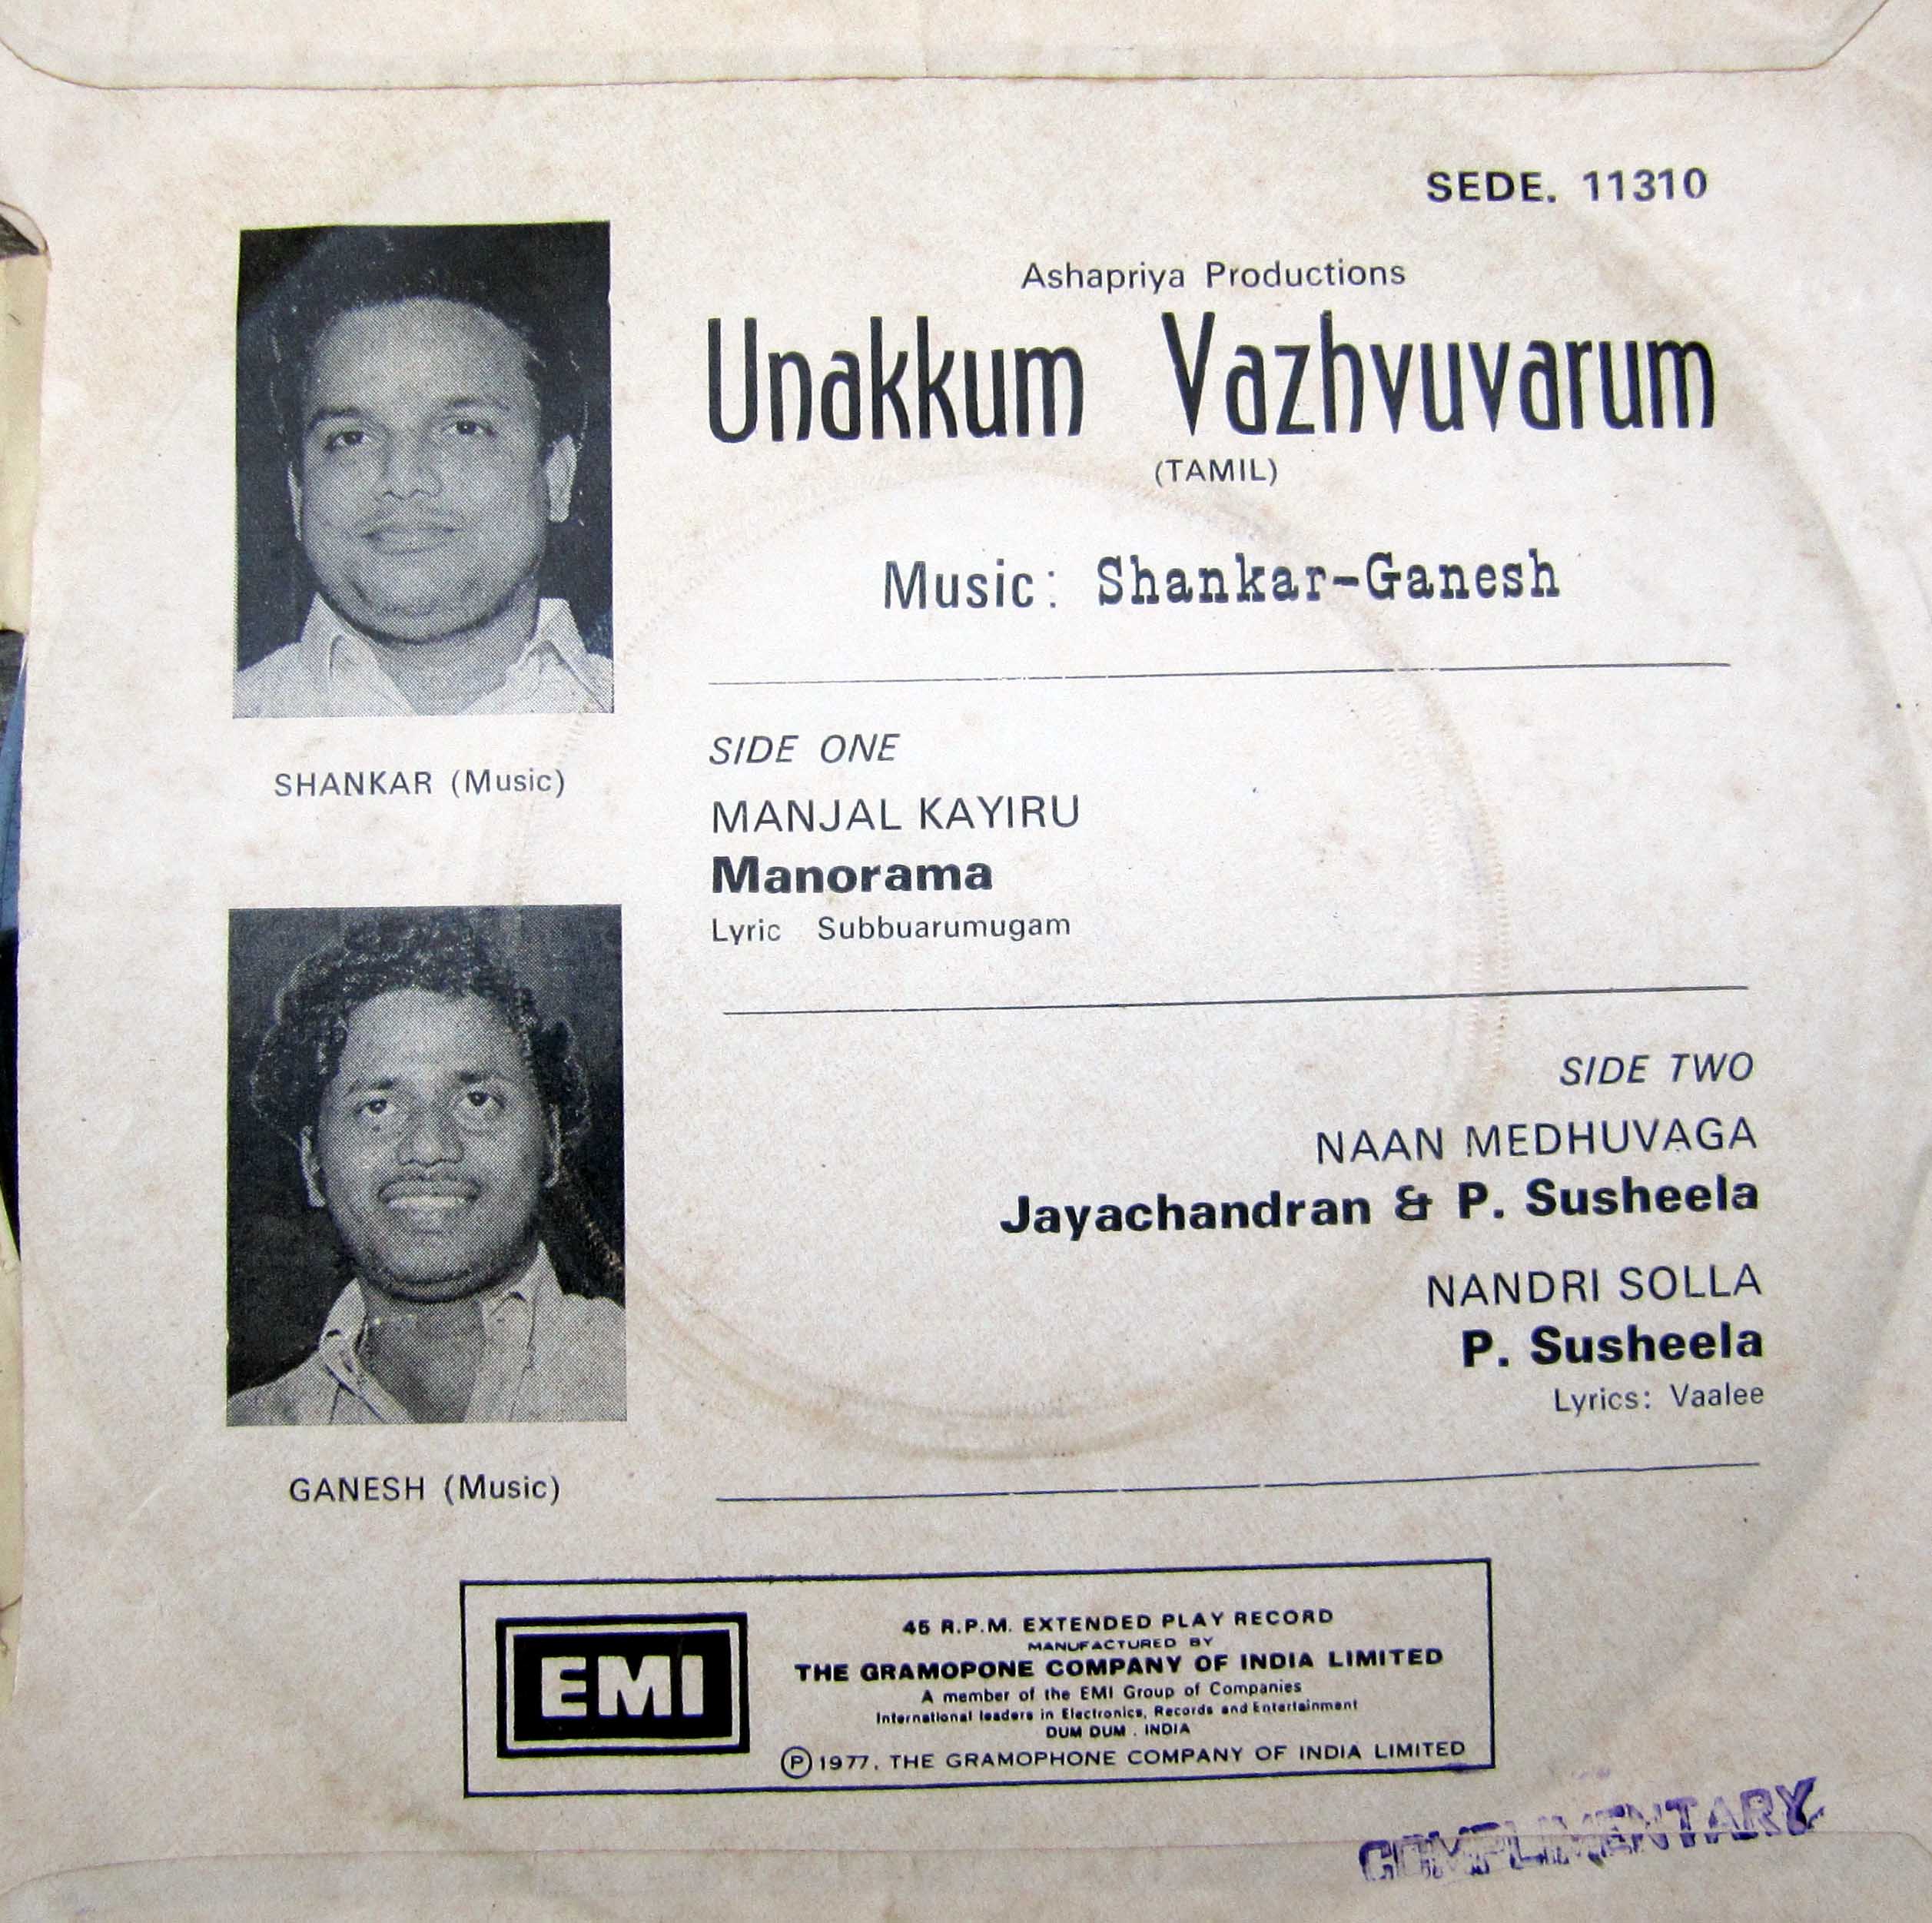 SEDE. 11310
Ashapriya Productions
Unakkum Vazhvuvarum
(TAMIL)
Music: Shankar-Ganesh
SHANKAR (Music)
SIDE ONE
MANJAL KAYIRU
Manorama
Lyric Subbuarumugam
SIDE TWO
NAAN MEDHUVAGA
Jayachandran & P. Susheela
NANDRI SOLLA
P. Susheela
Lyrics: Vaalee
GANESH (Music)
EMI
45 R.P.M. EXTENDED PLAY RECORD
MANUFACTURED BY
THE GRAMOPONE COMPANY OF INDIA LIMITED
A member of the EMI Group of Companies
International leaders in Electronics, Records and Entertainment
DUM DUM . INDIA
Ⓟ 1977, THE GRAMOPHONE COMPANY OF INDIA LIMITED
COMPLIMENTARY